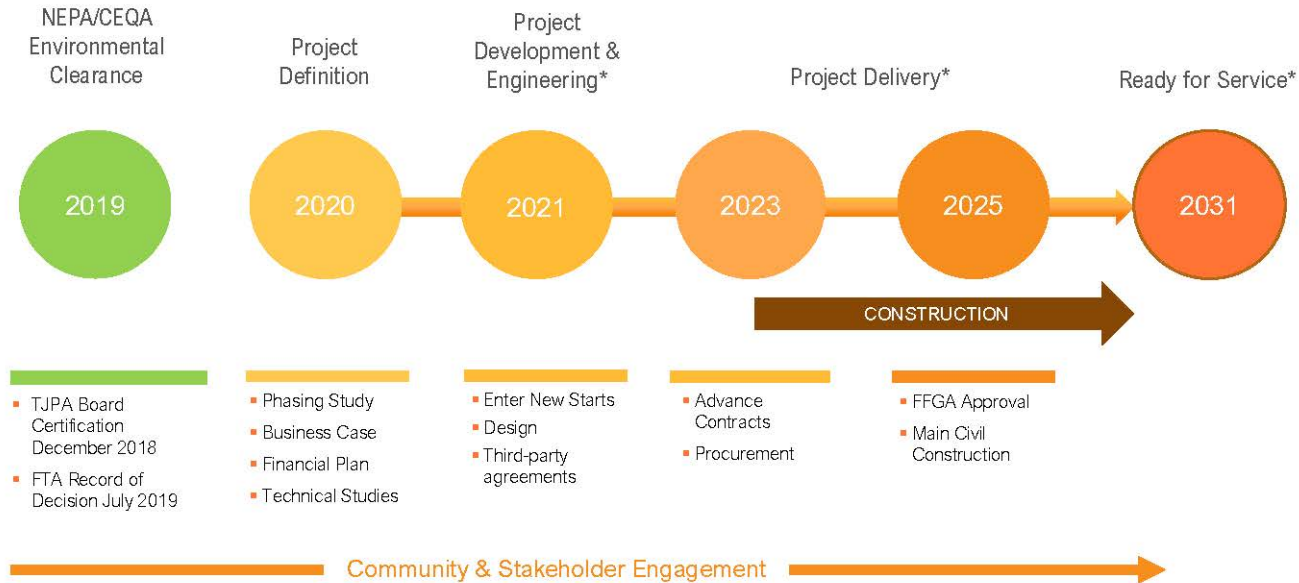 NEPA/CEQA
Environmental
Clearance
Project
Definition
Project
Development &
Engineering*
Project Delivery*
Ready for Service*
2019
2020
2021
2023
2025
2031
CONSTRUCTION
▪ TJPA Board
Certification
December 2018
▪ FTA Record of
Decision July 2019
▪ Phasing Study
▪ Business Case
▪ Financial Plan
▪ Technical Studies
▪ Enter New Starts
▪ Design
▪ Third-party
agreements
▪ Advance
Contracts
▪ Procurement
▪ FFGA Approval
▪ Main Civil
Construction
Community & Stakeholder Engagement